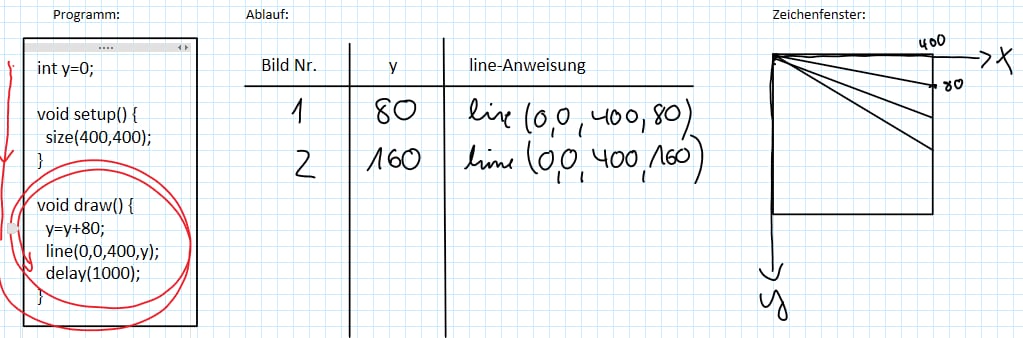 Programm:
int y=0;
void setup() {
size(400,400);
}
void draw() {
y=y+80;
line(0,0,400,y);
delay(1000);
}
Ablauf:
Bild Nr. y line-Anweisung
1 80 line (0,0,400,80)
2 160 line (0,0,400,160)
Zeichenfenster:
400
X
80
y